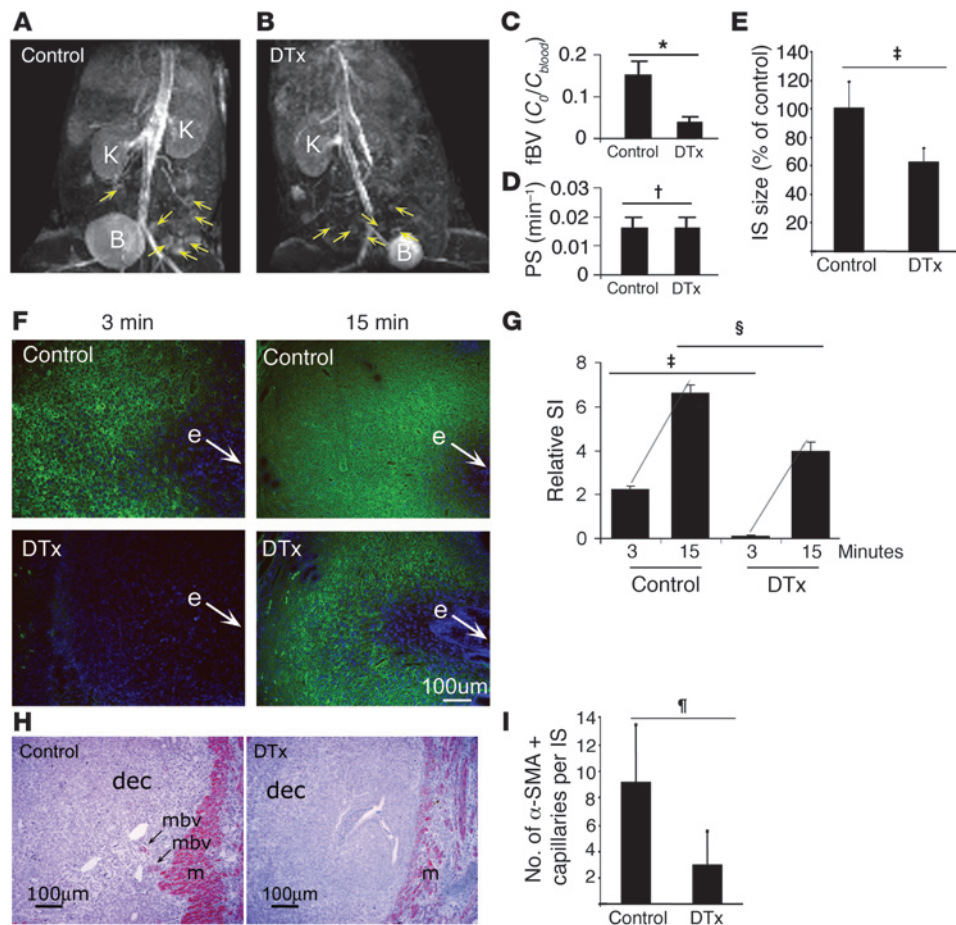 A
Control
K
K
B
B
DTx
K
B
C
fBV (C₀/C_blood)
0.2
0.1
0
*
Control
DTx
D
PS (min⁻¹)
0.03
0.02
0.01
0
†
Control
DTx
E
IS size (% of control)
140
120
100
80
60
40
20
‡
Control
DTx
F
3 min
15 min
Control
e
Control
e
DTx
e
DTx
e
100um
G
Relative SI
8
6
4
2
0
‡
§
3
15
3
15
Minutes
Control
DTx
H
Control
dec
mbv
mbv
m
100μm
DTx
dec
m
100μm
I
No. of α-SMA +
capillaries per IS
14
12
10
8
6
4
2
¶
Control
DTx